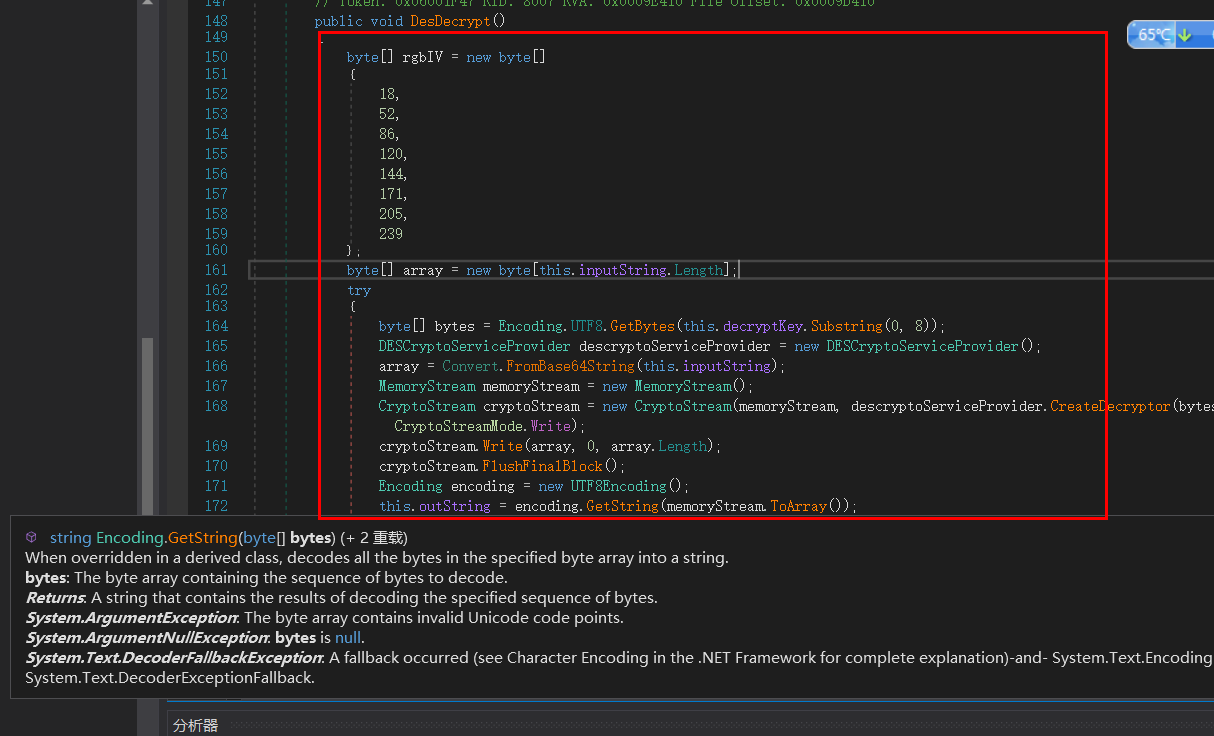 147 // Token: 0x06001F47 RID: 8007 RVA: 0x0009E410 File Offset: 0x0009D410
148 public void DesDecrypt()
149 {
150 byte[] rgbIV = new byte[]
151 {
152 18,
153 52,
154 86,
155 120,
156 144,
157 171,
158 205,
159 239
160 };
161 byte[] array = new byte[this.inputString.Length];
162 try
163 {
164 byte[] bytes = Encoding.UTF8.GetBytes(this.decryptKey.Substring(0, 8));
165 DESCryptoServiceProvider descryptoServiceProvider = new DESCryptoServiceProvider();
166 array = Convert.FromBase64String(this.inputString);
167 MemoryStream memoryStream = new MemoryStream();
168 CryptoStream cryptoStream = new CryptoStream(memoryStream, descryptoServiceProvider.CreateDecryptor(bytes
CryptoStreamMode.Write);
169 cryptoStream.Write(array, 0, array.Length);
170 cryptoStream.FlushFinalBlock();
171 Encoding encoding = new UTF8Encoding();
172 this.outString = encoding.GetString(memoryStream.ToArray());
65℃
string Encoding.GetString(byte[] bytes) (+ 2 重载)
When overridden in a derived class, decodes all the bytes in the specified byte array into a string.
bytes: The byte array containing the sequence of bytes to decode.
Returns: A string that contains the results of decoding the specified sequence of bytes.
System.ArgumentException: The byte array contains invalid Unicode code points.
System.ArgumentNullException: bytes is null.
System.Text.DecoderFallbackException: A fallback occurred (see Character Encoding in the .NET Framework for complete explanation)-and- System.Text.Encoding
System.Text.DecoderExceptionFallback.
分析器